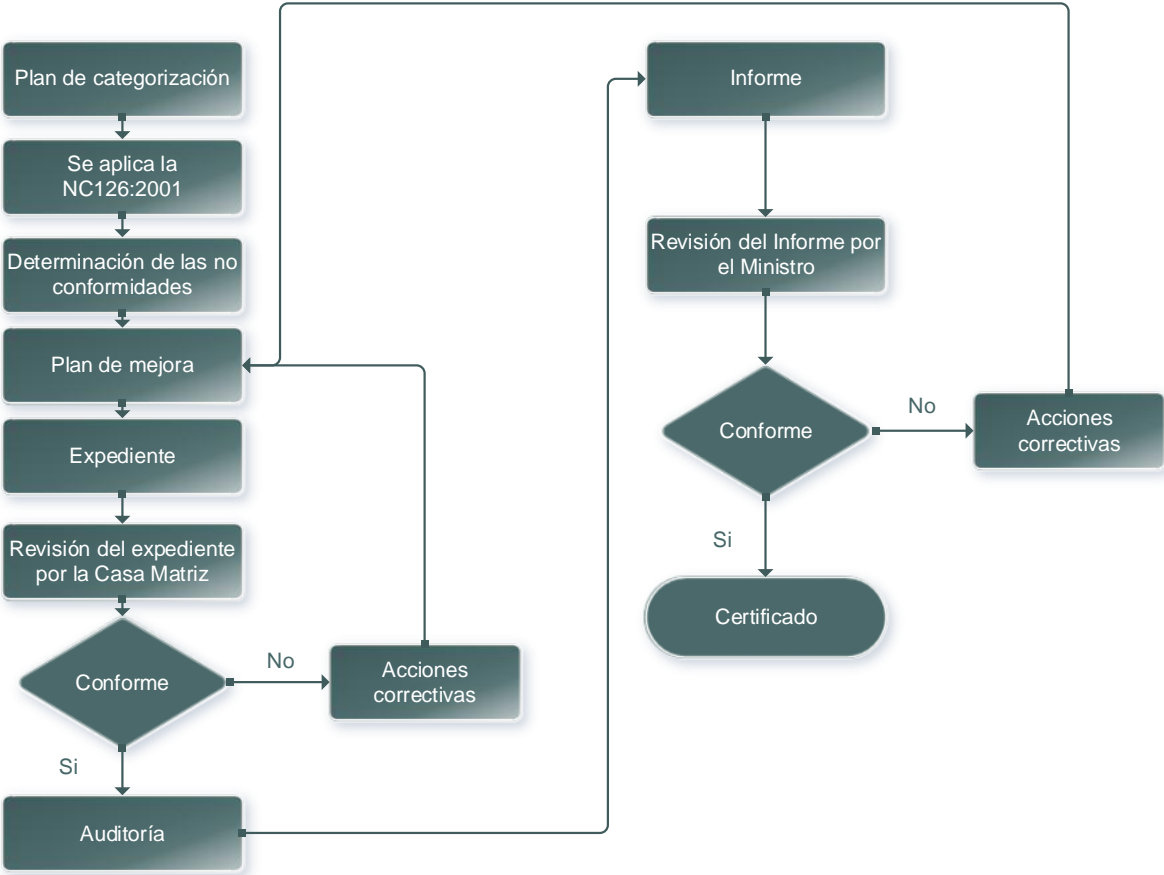 Plan de categorización
Se aplica la
NC126:2001
Determinación de las no
conformidades
Plan de mejora
Expediente
Revisión del expediente
por la Casa Matriz
Conforme
No
Acciones
correctivas
Si
Auditoría
Informe
Revisión del Informe por
el Ministro
Conforme
No
Acciones
correctivas
Si
Certificado